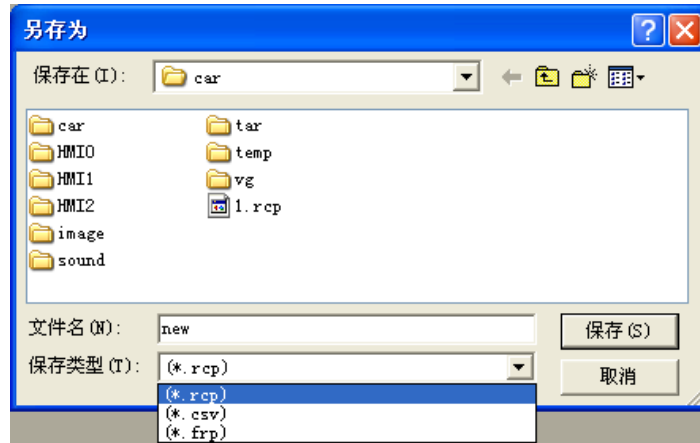 另存为
保存在(I):
car
car
HMI0
HMI1
HMI2
image
sound
tar
temp
vg
1.rcp
文件名(N):
new
保存(S)
保存类型(T):
(*.rcp)
取消
(*.rcp)
(*.csv)
(*.frp)